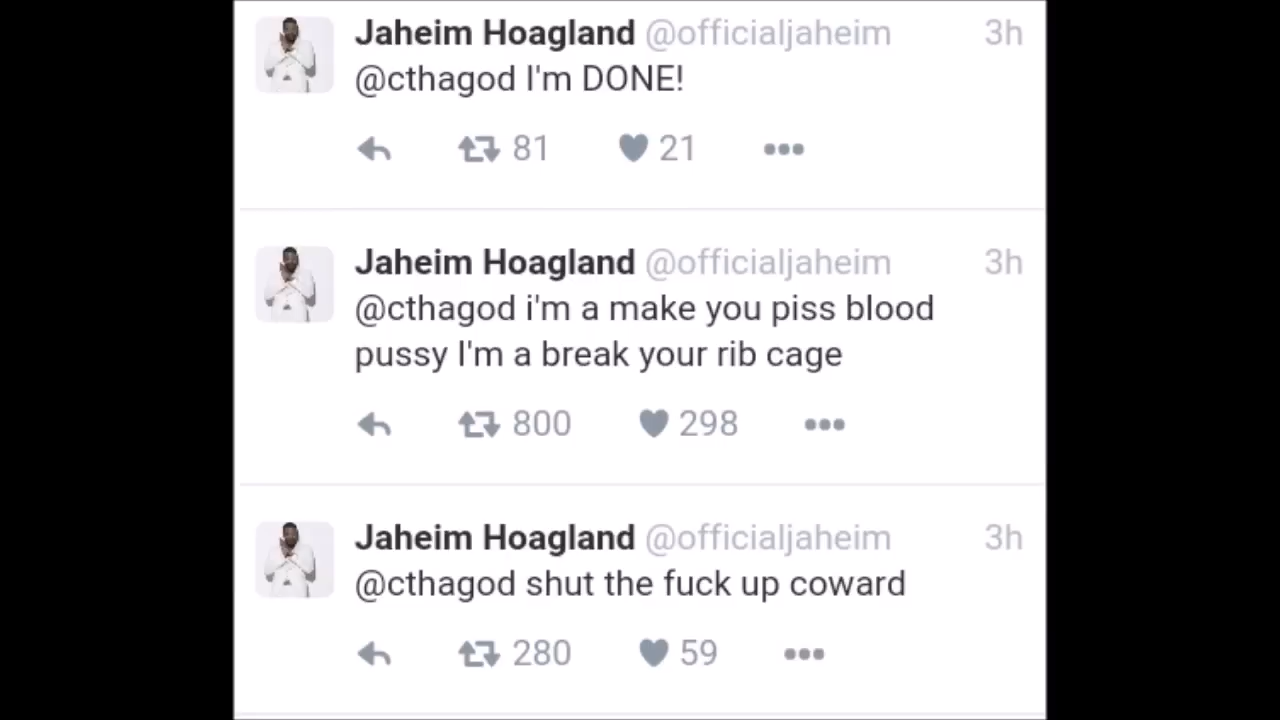 Jaheim Hoagland @officialjaheim 3h
@cthagod I'm DONE!
81 21
Jaheim Hoagland @officialjaheim 3h
@cthagod i'm a make you piss blood
pussy I'm a break your rib cage
800 298
Jaheim Hoagland @officialjaheim 3h
@cthagod shut the fuck up coward
280 59